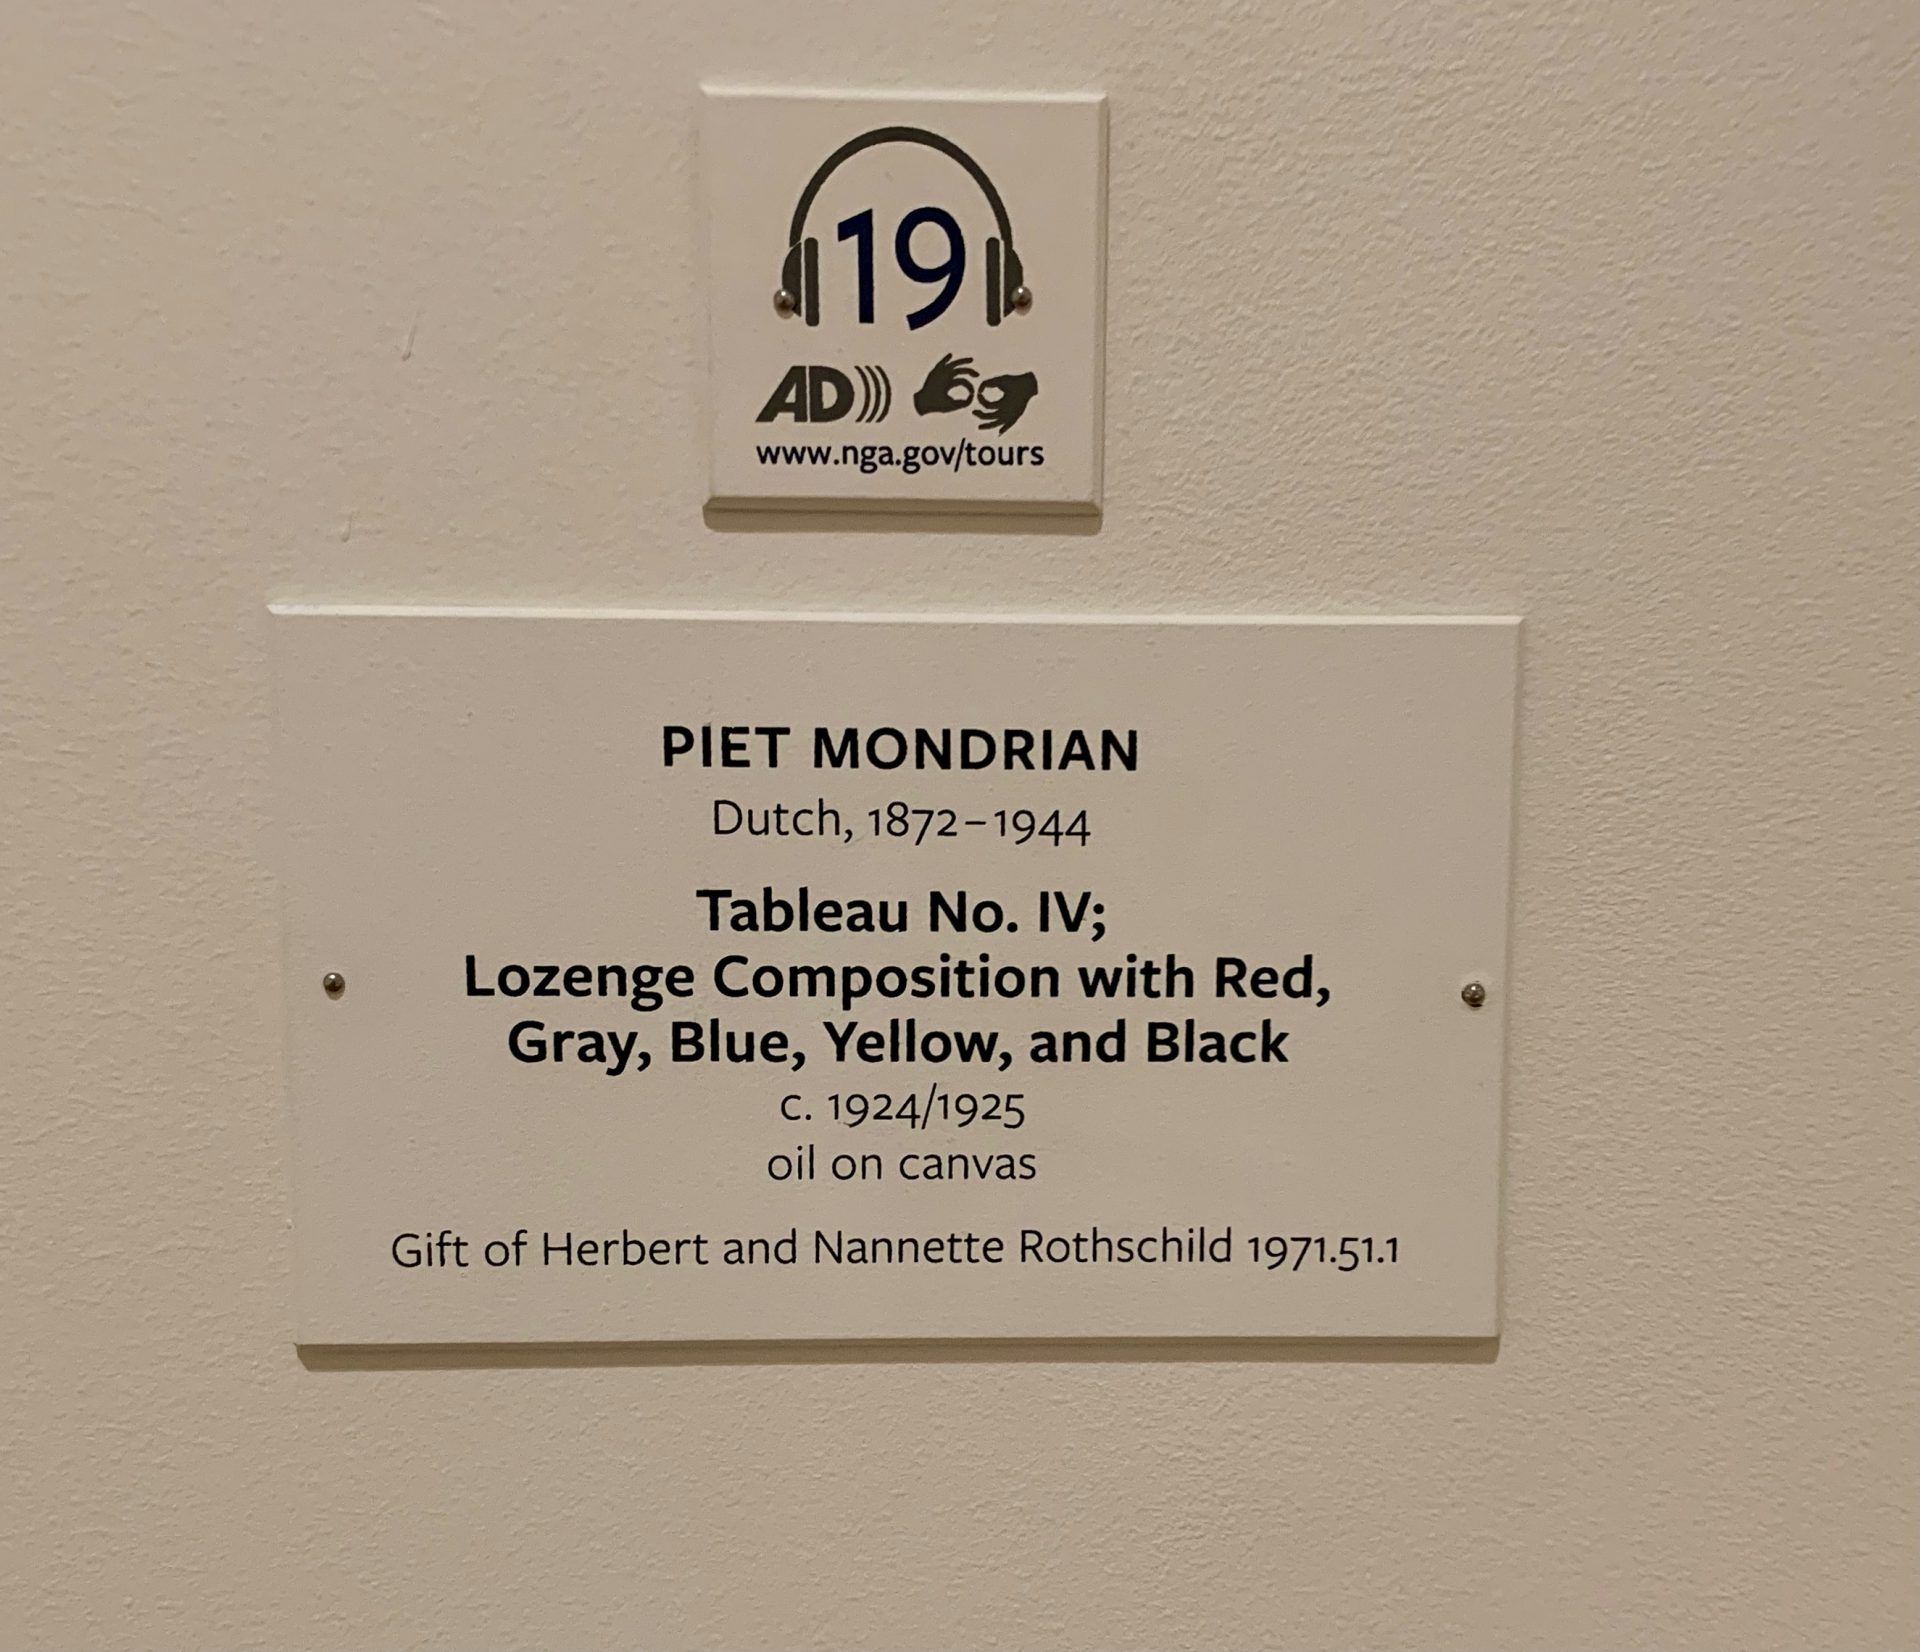 19
AD
www.nga.gov/tours
PIET MONDRIAN
Dutch, 1872–1944
Tableau No. IV;
Lozenge Composition with Red,
Gray, Blue, Yellow, and Black
c. 1924/1925
oil on canvas
Gift of Herbert and Nannette Rothschild 1971.51.1